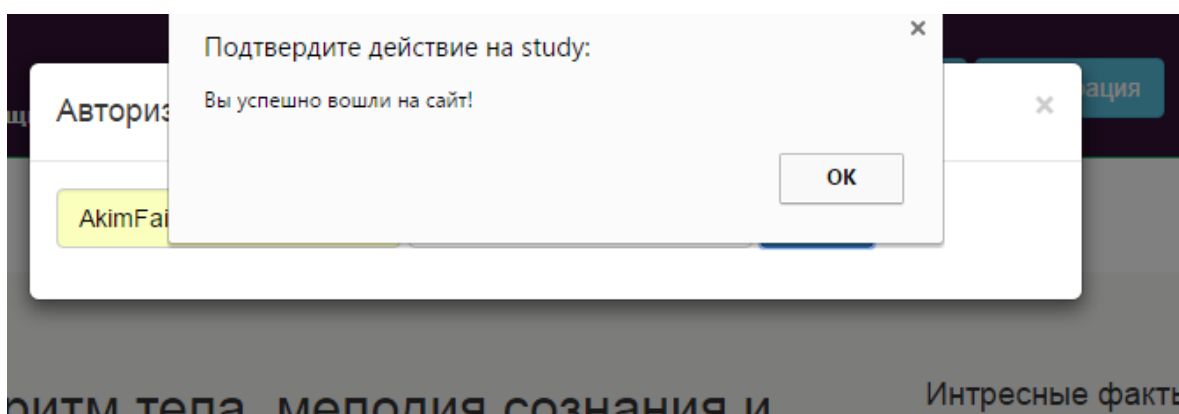 Подтвердите действие на study:
Вы успешно вошли на сайт!
OK
Авториз
ация
AkimFai
ритм тела, мелодия сознания и
Интресные факты